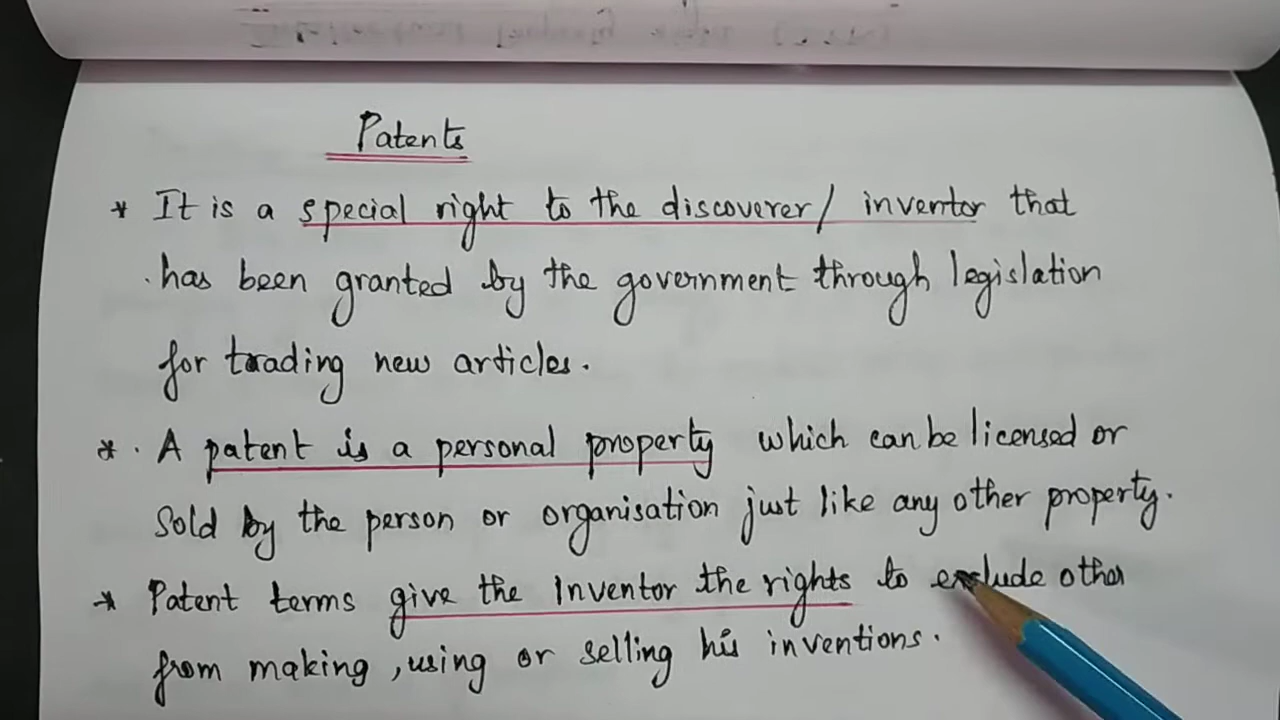 Patents
* It is a special right to the discoverer/ inventor that
has been granted by the government through legislation
for trading new articles.
* A patent is a personal property which can be licensed or
Sold by the person or organisation just like any other property.
* Patent terms give the Inventor the rights to exclude other
from making, using or selling his inventions.